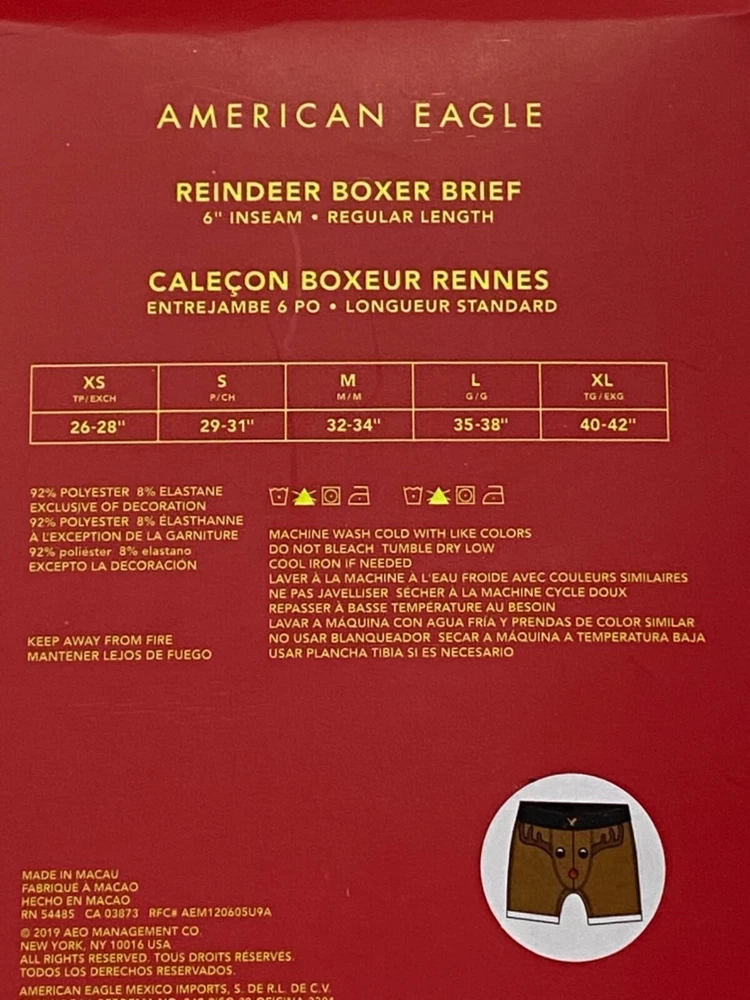 AMERICAN EAGLE
REINDEER BOXER BRIEF
6" INSEAM • REGULAR LENGTH
CALEÇON BOXEUR RENNES
ENTREJAMBE 6 PO • LONGUEUR STANDARD
XS S M L XL
TP/EXCH P/CH M/M G/G TG/EXG
26-28" 29-31" 32-34" 35-38" 40-42"
92% POLYESTER 8% ELASTANE
EXCLUSIVE OF DECORATION
92% POLYESTER 8% ÉLASTHANNE
À L'EXCEPTION DE LA GARNITURE
92% poliéster 8% elastano
EXCEPTO LA DECORACIÓN
KEEP AWAY FROM FIRE
MANTENER LEJOS DE FUEGO
MACHINE WASH COLD WITH LIKE COLORS
DO NOT BLEACH TUMBLE DRY LOW
COOL IRON IF NEEDED
LAVER À LA MACHINE À L'EAU FROIDE AVEC COULEURS SIMILAIRES
NE PAS JAVELLISER SÉCHER À LA MACHINE CYCLE DOUX
REPASSER À BASSE TEMPÉRATURE AU BESOIN
LAVAR A MÁQUINA CON AGUA FRÍA Y PRENDAS DE COLOR SIMILAR
NO USAR BLANQUEADOR SECAR A MÁQUINA A TEMPERATURA BAJA
USAR PLANCHA TIBIA SI ES NECESARIO
MADE IN MACAU
FABRIQUÉ À MACAO
HECHO EN MACAO
RN 54485 CA 03873 RFC# AEM120605U9A
© 2019 AEO MANAGEMENT CO.
NEW YORK, NY 10016 USA
ALL RIGHTS RESERVED. TOUS DROITS RÉSERVÉS.
TODOS LOS DERECHOS RESERVADOS.
AMERICAN EAGLE MEXICO IMPORTS, S. DE R.L. DE C.V.